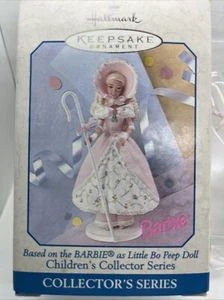 Hallmark
KEEPSAKE
ORNAMENT
Barbie
Based on the BARBIE® as Little Bo Peep Doll
Children's Collector Series
COLLECTOR'S SERIES